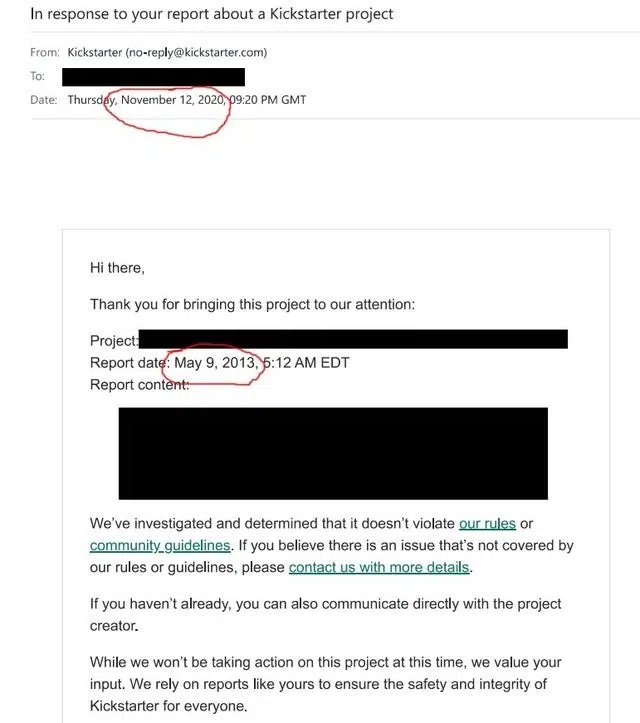 In response to your report about a Kickstarter project
From: Kickstarter (no-reply@kickstarter.com)
To:
Date: Thursday, November 12, 2020, 09:20 PM GMT
Hi there,
Thank you for bringing this project to our attention:
Project:
Report date: May 9, 2013, 5:12 AM EDT
Report content:
We've investigated and determined that it doesn't violate our rules or
community guidelines. If you believe there is an issue that's not covered by
our rules or guidelines, please contact us with more details.
If you haven't already, you can also communicate directly with the project
creator.
While we won't be taking action on this project at this time, we value your
input. We rely on reports like yours to ensure the safety and integrity of
Kickstarter for everyone.